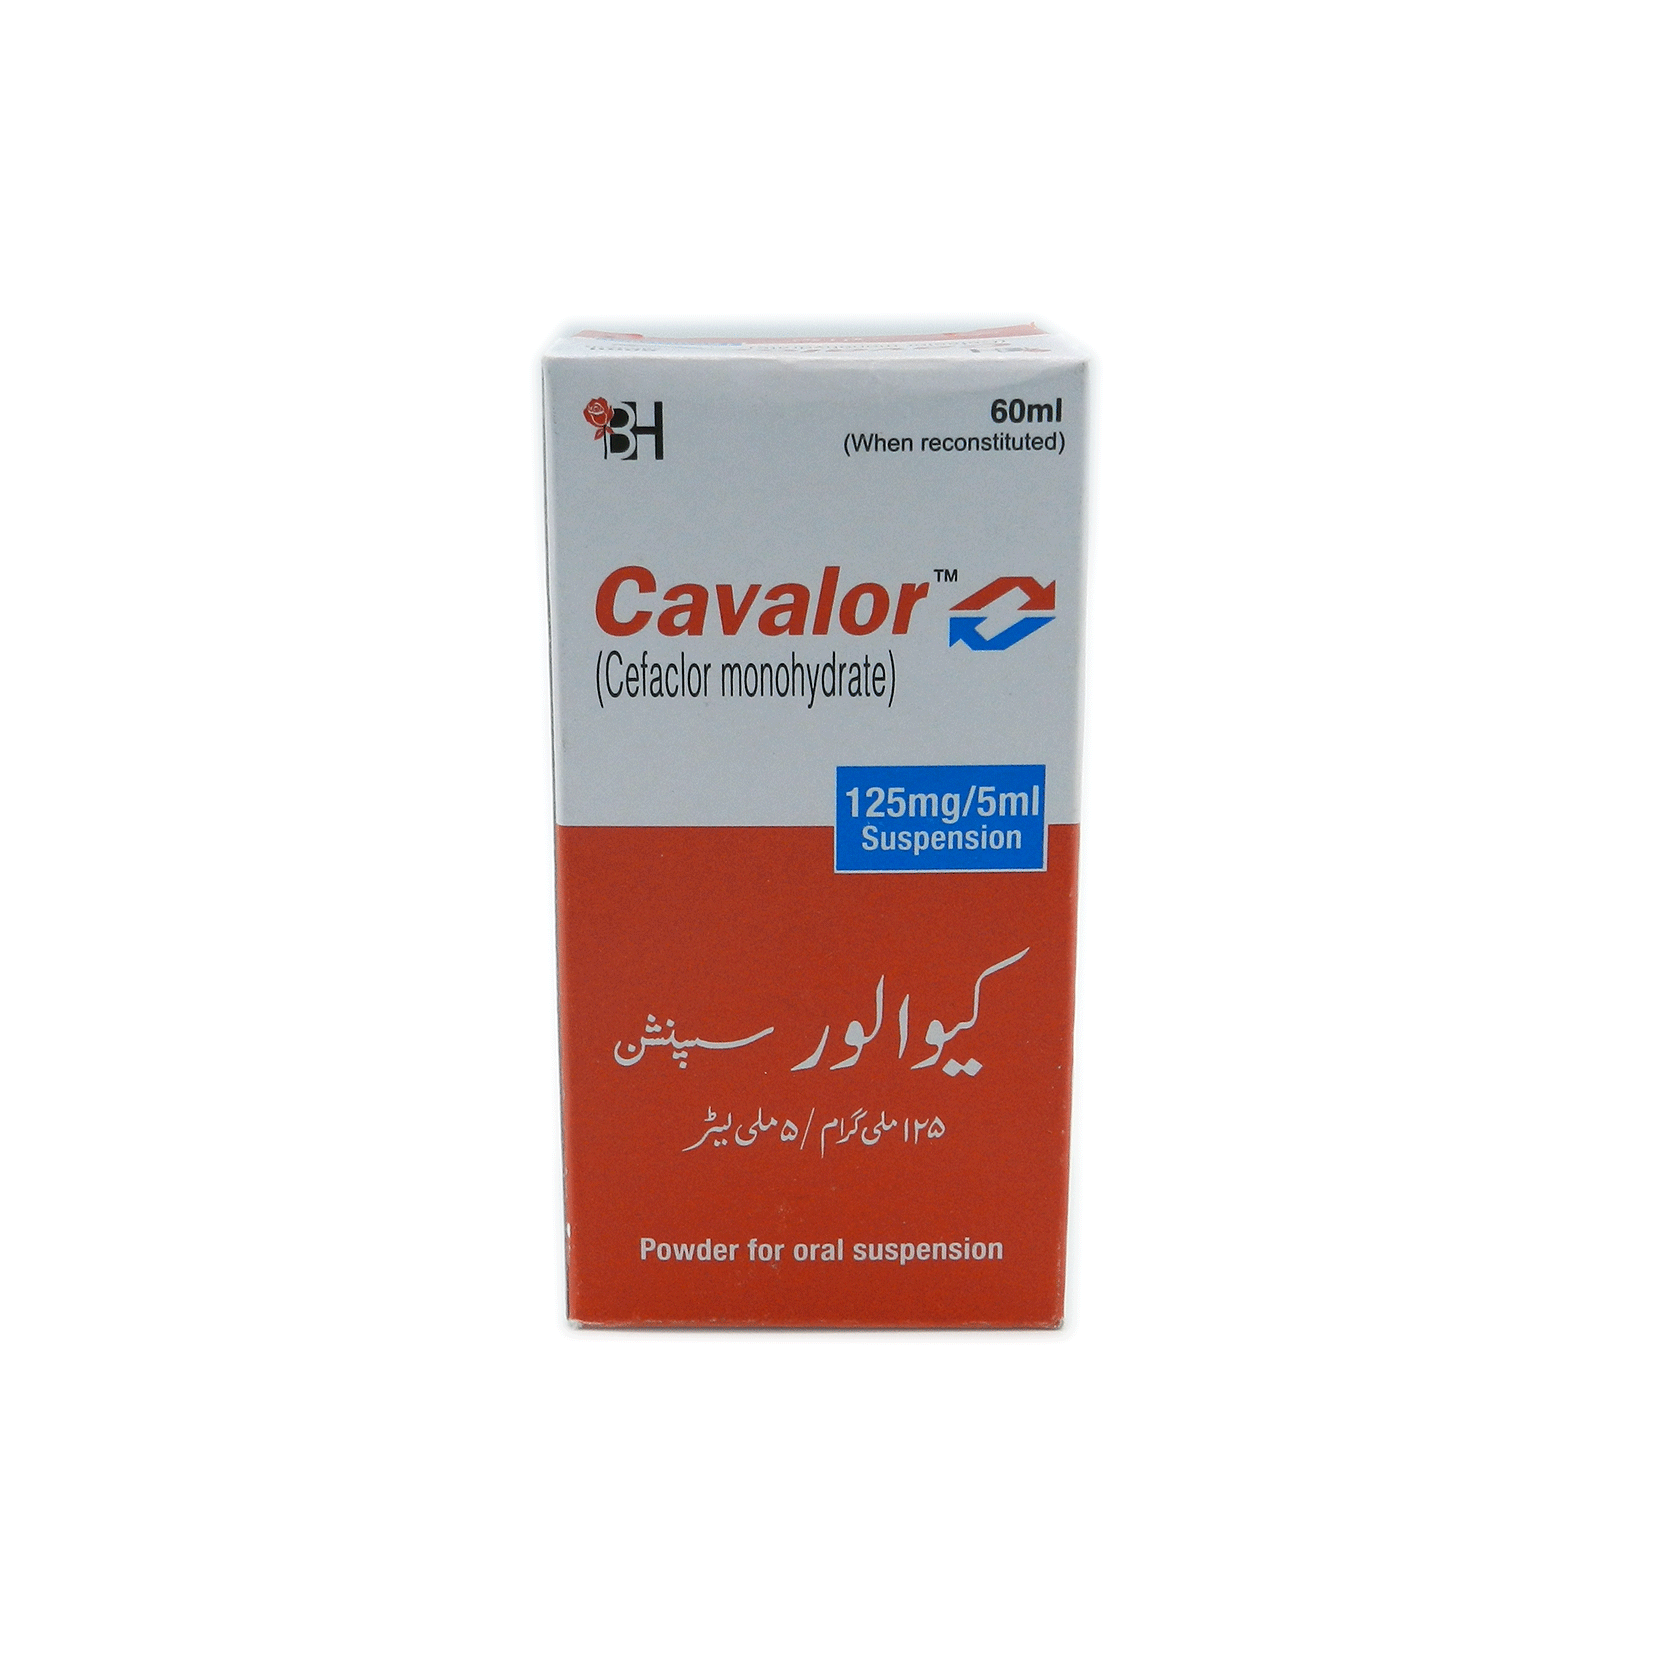 BH
60ml
(When reconstituted)
Cavalor™
(Cefaclor monohydrate)
125mg/5ml
Suspension
کیوالور سسپنشن
۱۲۵ ملی گرام / ۵ ملی لیٹر
Powder for oral suspension